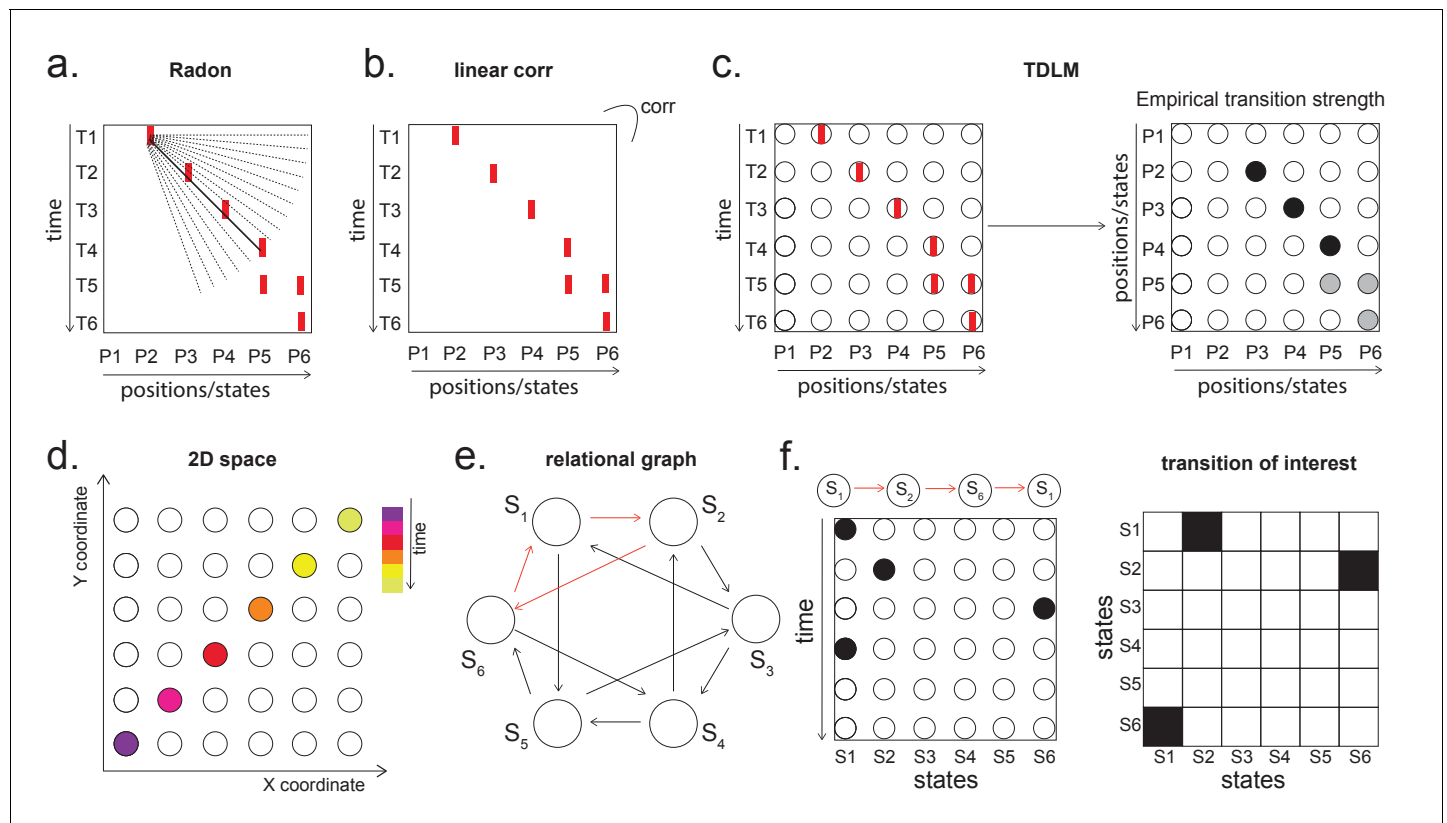 a.
Radon
time
T1
T2
T3
T4
T5
T6
P1 P2 P3 P4 P5 P6
positions/states
b.
linear corr
corr
time
T1
T2
T3
T4
T5
T6
P1 P2 P3 P4 P5 P6
positions/states
c.
TDLM
time
T1
T2
T3
T4
T5
T6
P1 P2 P3 P4 P5 P6
positions/states
Empirical transition strength
positions/states
P1
P2
P3
P4
P5
P6
P1 P2 P3 P4 P5 P6
positions/states
d.
2D space
Y coordinate
time
X coordinate
e.
relational graph
S1
S2
S6
S3
S5
S4
f.
S1 S2 S6 S1
time
S1 S2 S3 S4 S5 S6
states
transition of interest
states
S1
S2
S3
S4
S5
S6
S1 S2 S3 S4 S5 S6
states